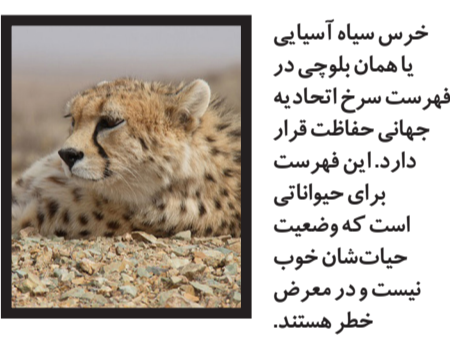 خرس سیاه آسیایی
یا همان بلوچی در
فهرست سرخ اتحادیه
جهانی حفاظت قرار
دارد. این فهرست
برای حیواناتی
است که وضعیت
حیات‌شان خوب
نیست و در معرض
خطر هستند.